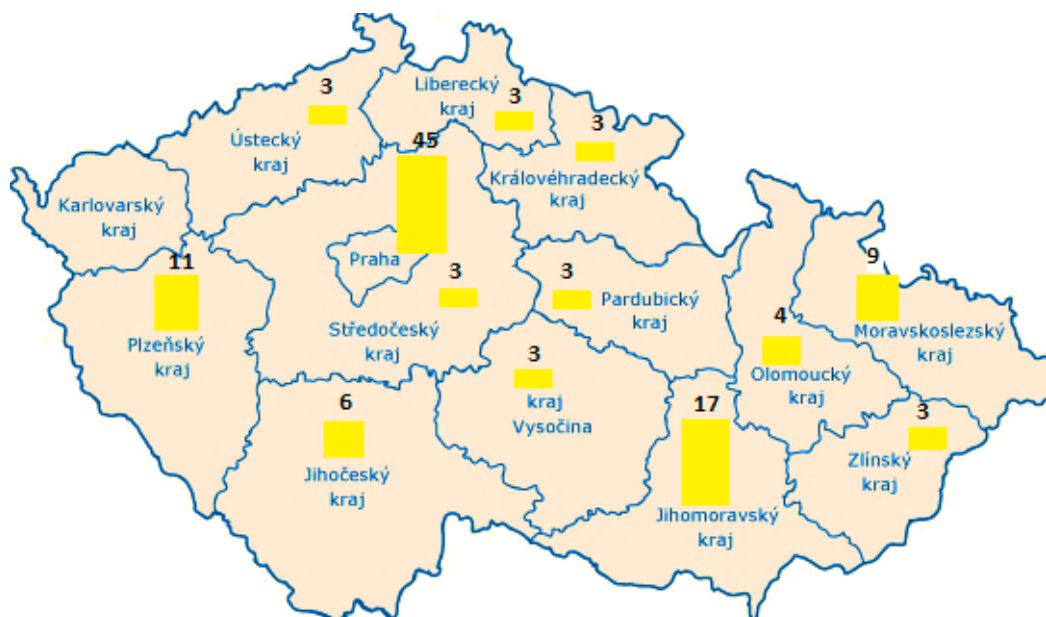 3
Ústecký
kraj
Liberecký
kraj
3
3
Královéhradecký
kraj
Karlovarský
kraj
45
Praha
11
Plzeňský
kraj
3
Středočeský
kraj
3
Pardubický
kraj
4
Olomoucký
kraj
9
Moravskoslezský
kraj
6
Jihočeský
kraj
3
kraj
Vysočina
17
Jihomoravský
kraj
3
Zlínský
kraj